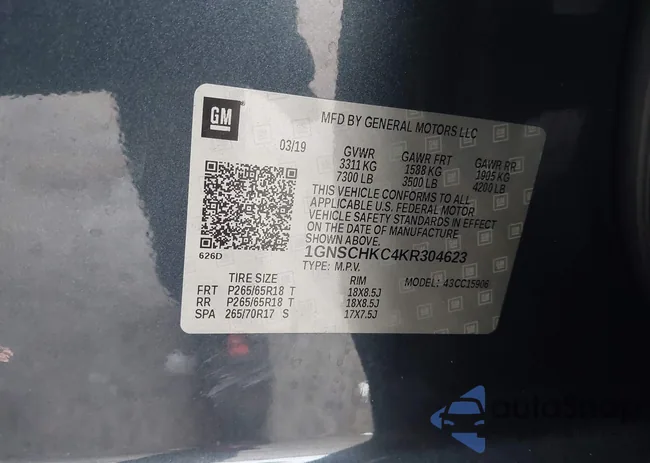 GM
MFD BY GENERAL MOTORS LLC
03/19
GVWR GAWR FRT GAWR RR
3311 KG 1588 KG 1905 KG
7300 LB 3500 LB 4200 LB
THIS VEHICLE CONFORMS TO ALL
APPLICABLE U.S. FEDERAL MOTOR
VEHICLE SAFETY STANDARDS IN EFFECT
ON THE DATE OF MANUFACTURE
SHOWN ABOVE.
626D
1GNSCHKC4KR304623
TYPE: M.P.V. MODEL: 43CC15906
TIRE SIZE RIM
FRT P265/65R18 T 18X8.5J
RR P265/65R18 T 18X8.5J
SPA 265/70R17 S 17X7.5J